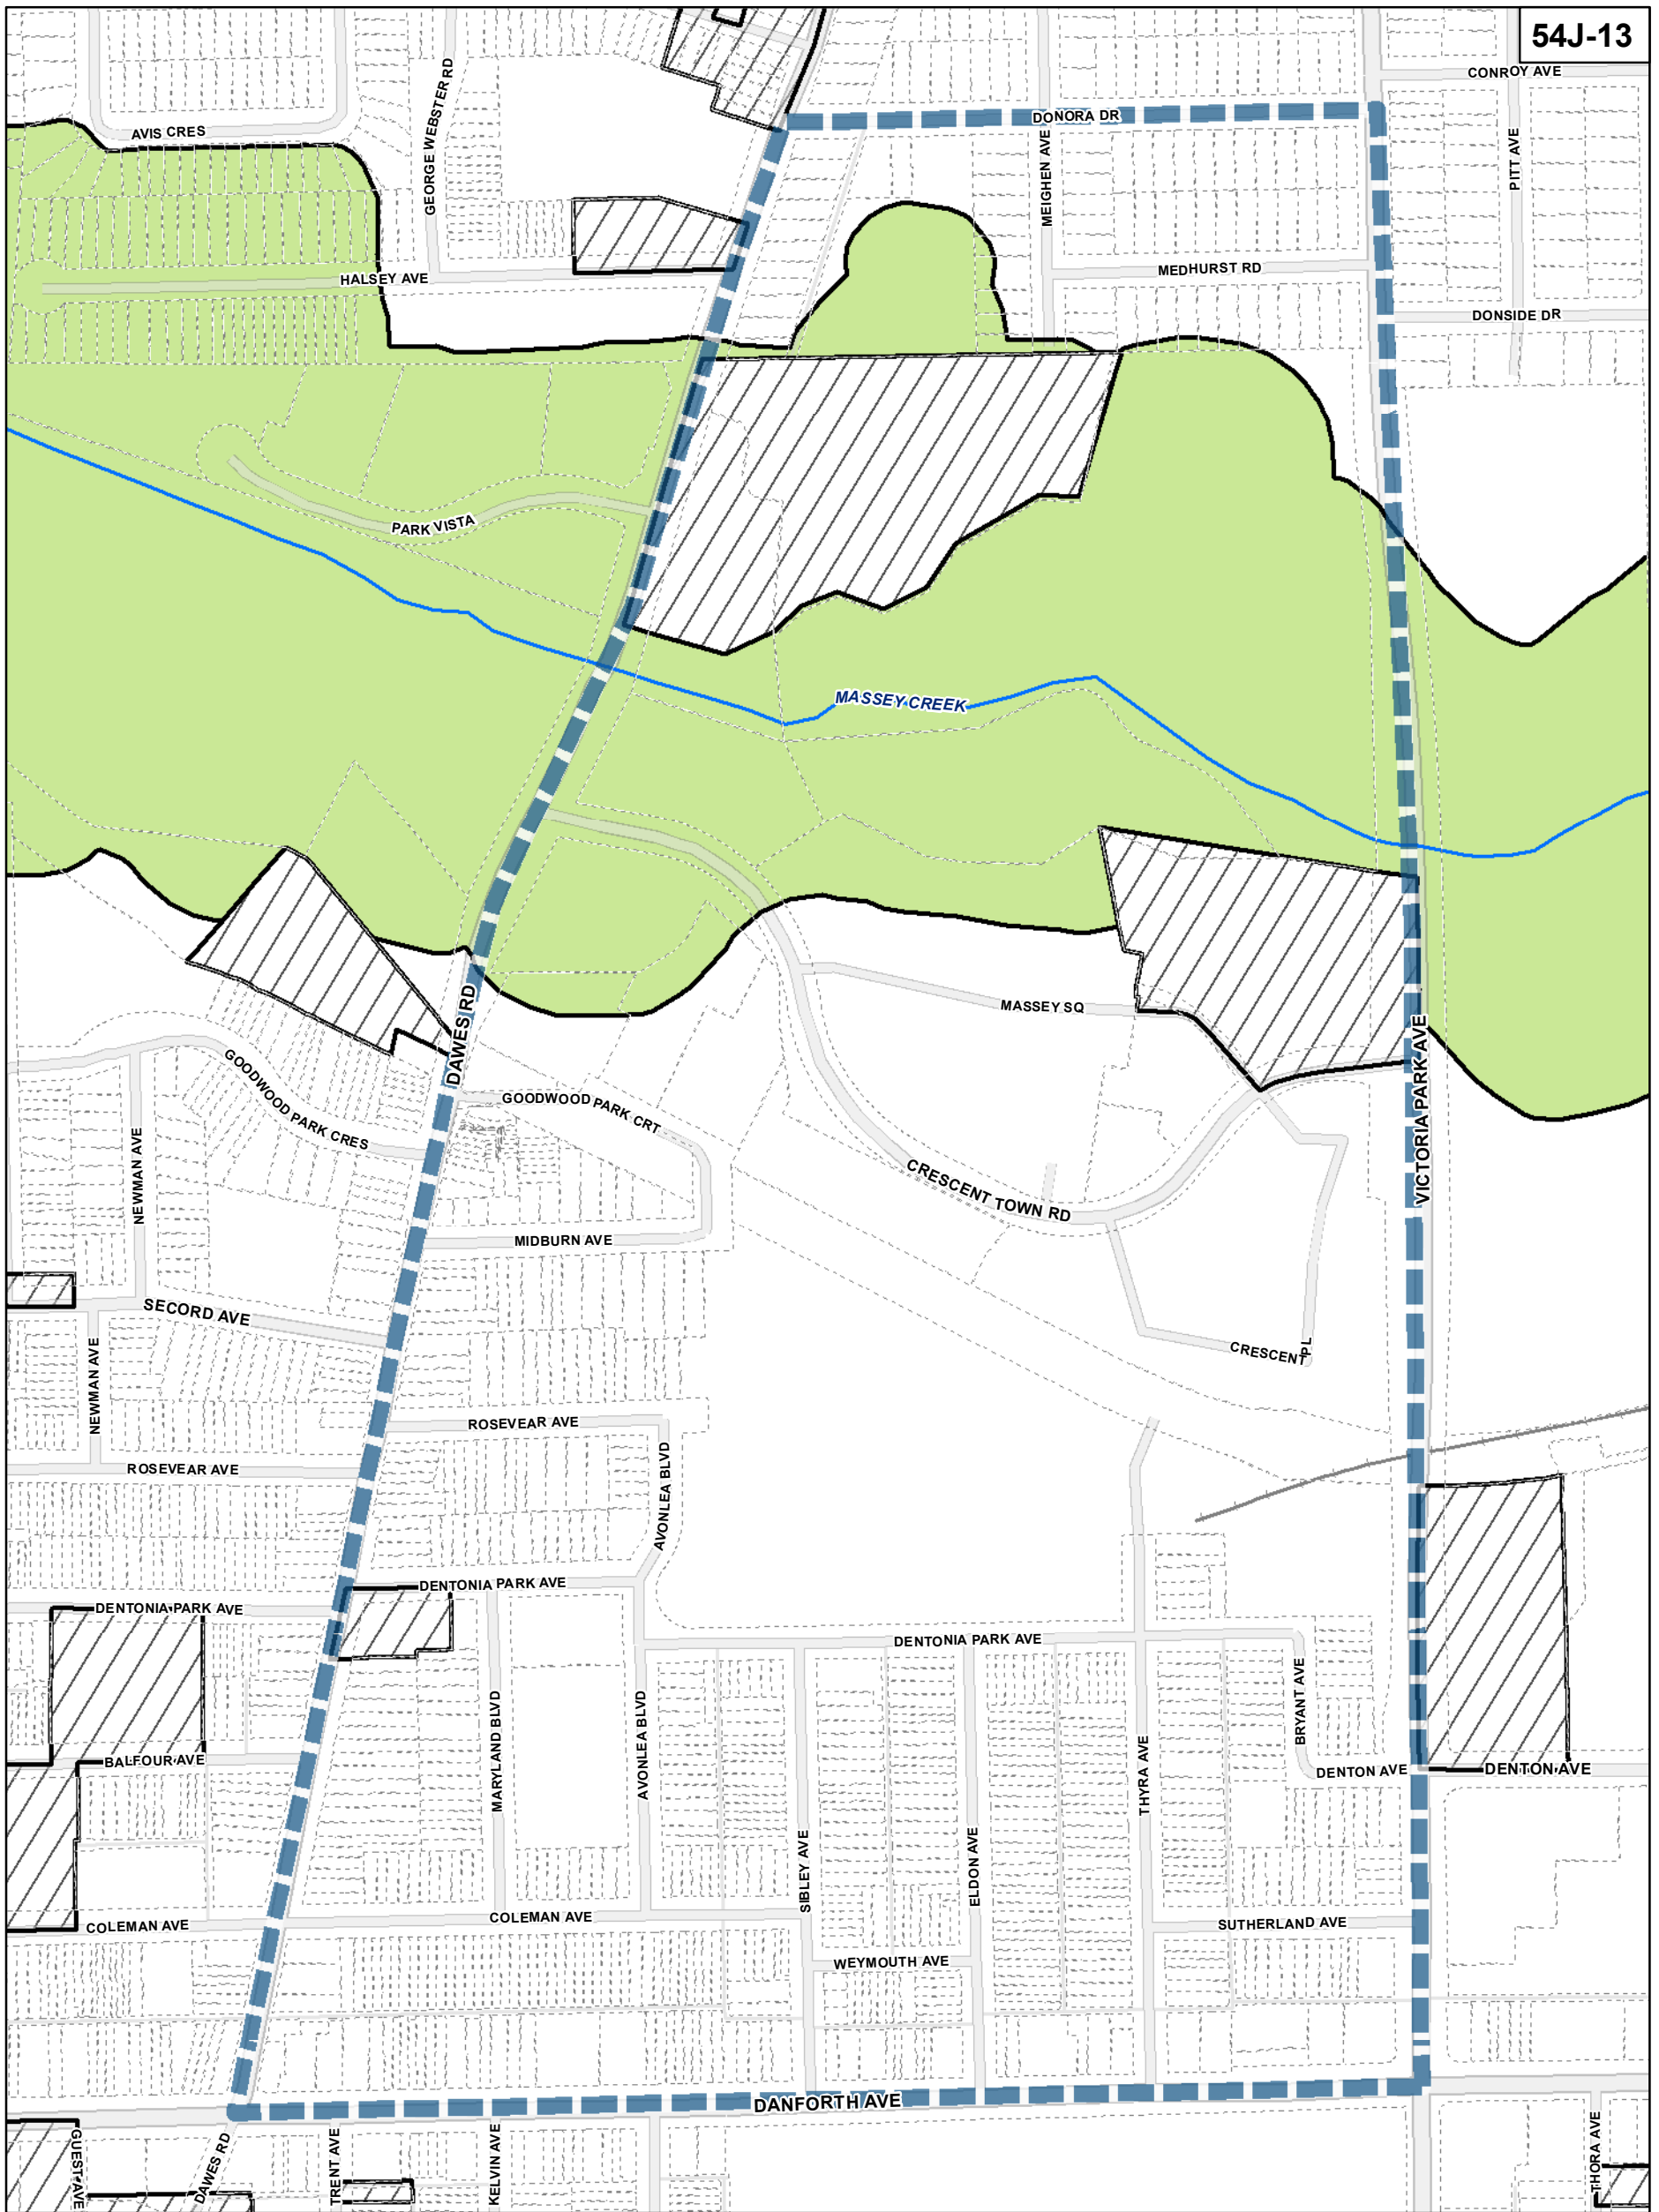 54J-13
CONROY AVE
AVIS CRES
GEORGE WEBSTER RD
DONORA DR
MEIGHEN AVE
PITT AVE
HALSEY AVE
MEDHURST RD
DONSIDE DR
PARK VISTA
MASSEY CREEK
DAWES RD
MASSEY SQ
VICTORIA PARK AVE
GOODWOOD PARK CRES
GOODWOOD PARK CRT
NEWMAN AVE
CRESCENT TOWN RD
MIDBURN AVE
SECORD AVE
NEWMAN AVE
CRESCENT PL
ROSEVEAR AVE
ROSEVEAR AVE
AVONLEA BLVD
DENTONIA PARK AVE
DENTONIA PARK AVE
DENTONIA PARK AVE
BRYANT AVE
MARYLAND BLVD
AVONLEA BLVD
BALFOUR AVE
THYRA AVE
DENTON AVE
DENTON AVE
SIBLEY AVE
ELDON AVE
COLEMAN AVE
COLEMAN AVE
SUTHERLAND AVE
WEYMOUTH AVE
DANFORTH AVE
GUEST AVE
DAWES RD
TRENT AVE
KELVIN AVE
THORA AVE